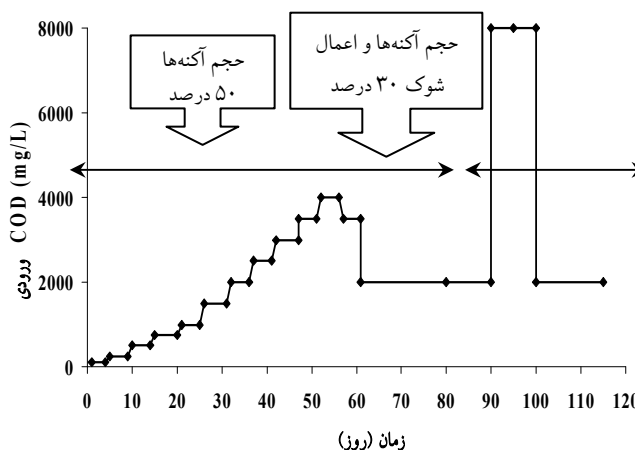 8000
6000
4000
2000
0
COD (mg/L) ورودی
حجم آکنه‌ها
۵۰ درصد
حجم آکنه‌ها و اعمال
شوک ۳۰ درصد
0 10 20 30 40 50 60 70 80 90 100 110 120
زمان (روز)